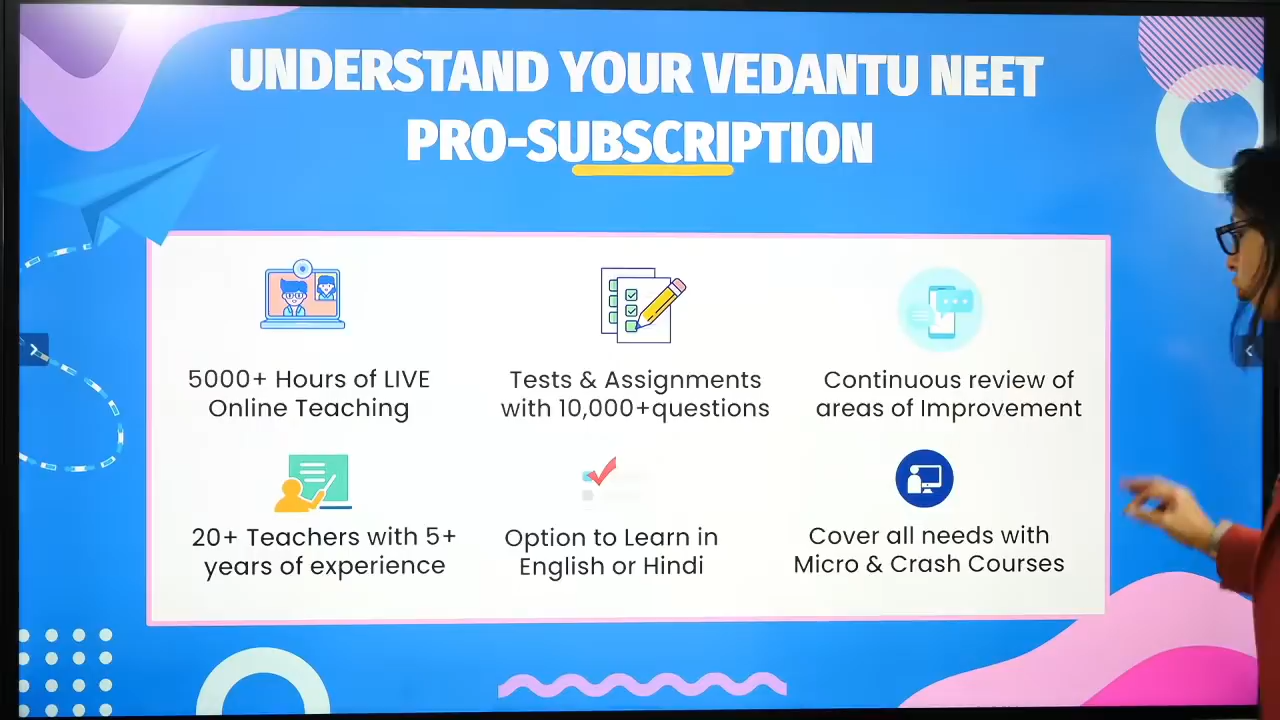 UNDERSTAND YOUR VEDANTU NEET
PRO-SUBSCRIPTION
5000+ Hours of LIVE
Online Teaching
Tests & Assignments
with 10,000+questions
Continuous review of
areas of Improvement
20+ Teachers with 5+
years of experience
Option to Learn in
English or Hindi
Cover all needs with
Micro & Crash Courses